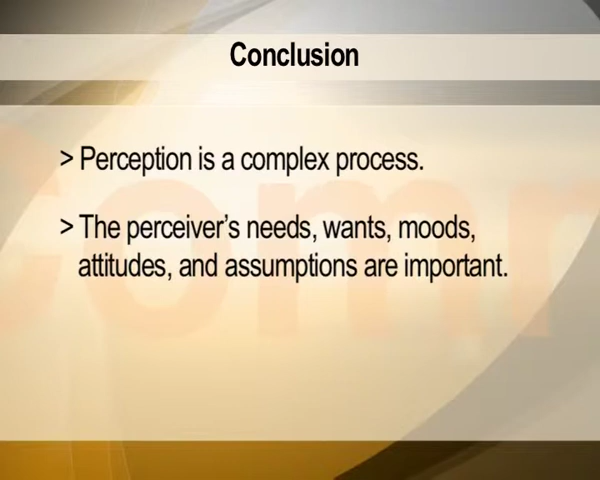 Conclusion
> Perception is a complex process.
> The perceiver's needs, wants, moods,
attitudes, and assumptions are important.